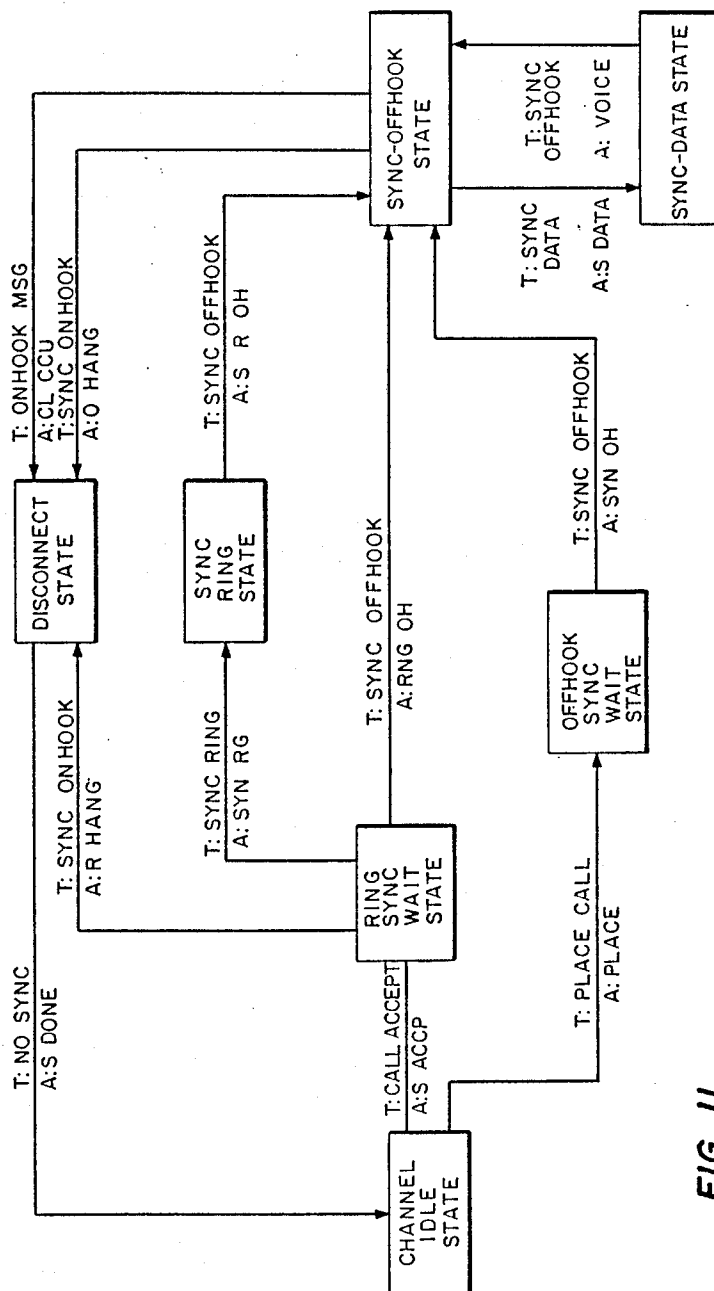 T: ONHOOK MSG
A:CL CCU
T:SYNC ONHOOK
A:O HANG
DISCONNECT
STATE
T: NO SYNC
A:S DONE
T: SYNC ONHOOK
A:R HANG
SYNC
RING
STATE
T: SYNC OFFHOOK
A:S R OH
T: SYNC RING
A: SYN RG
SYNC-OFFHOOK
STATE
T: SYNC OFFHOOK
A:RNG OH
RING
SYNC
WAIT
STATE
T:CALL ACCEPT
A:S ACCP
CHANNEL
IDLE
STATE
T: SYNC
DATA
A:S DATA
T: SYNC
OFFHOOK
A: VOICE
SYNC-DATA STATE
T: SYNC OFFHOOK
A: SYN OH
OFFHOOK
SYNC
WAIT
STATE
T: PLACE CALL
A: PLACE
FIG. 11